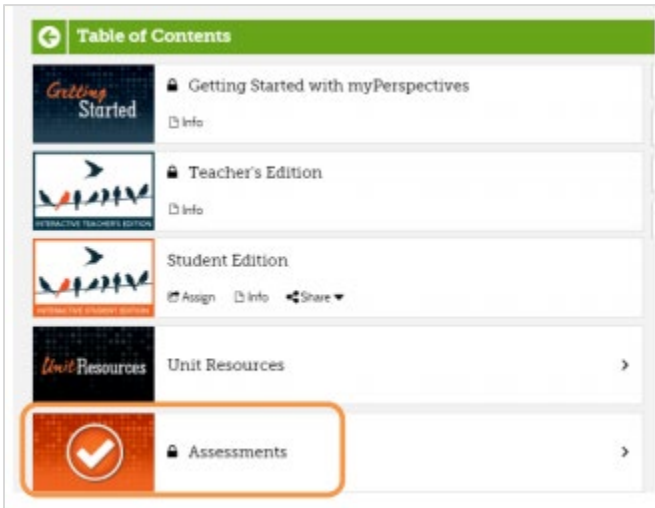 Table of Contents
Getting
Started
Getting Started with myPerspectives
Info
Teacher's Edition
Info
INTERACTIVE TEACHER'S EDITION
Student Edition
Assign Info Share
INTERACTIVE STUDENT EDITION
Unit Resources
Unit Resources
Assessments